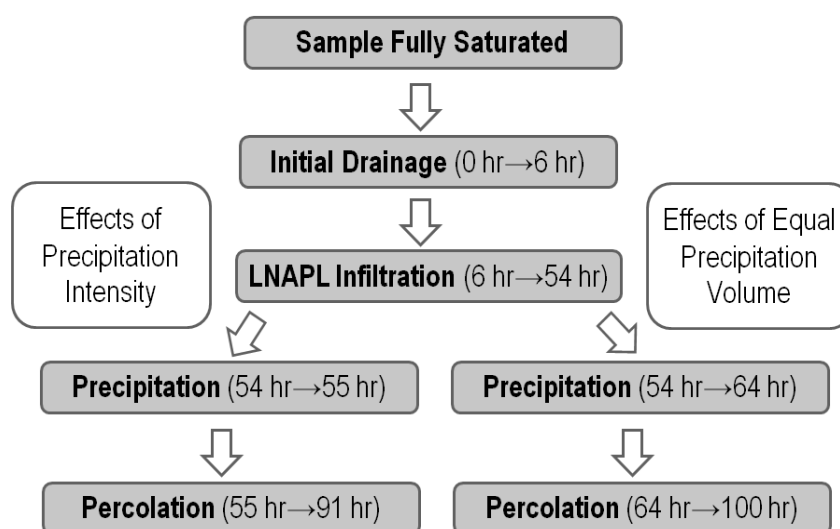 Sample Fully Saturated
Initial Drainage (0 hr→6 hr)
Effects of
Precipitation
Intensity
Effects of Equal
Precipitation
Volume
LNAPL Infiltration (6 hr→54 hr)
Precipitation (54 hr→55 hr)
Precipitation (54 hr→64 hr)
Percolation (55 hr→91 hr)
Percolation (64 hr→100 hr)